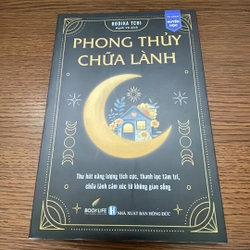 RODIKA TCHI
PHONG THỦY
CHỮA LÀNH
Thu hút năng lượng tích cực, thanh lọc tâm trí,
chữa lành cảm xúc từ không gian sống
BOOKLIFE
NHÀ XUẤT BẢN HỒNG ĐỨC